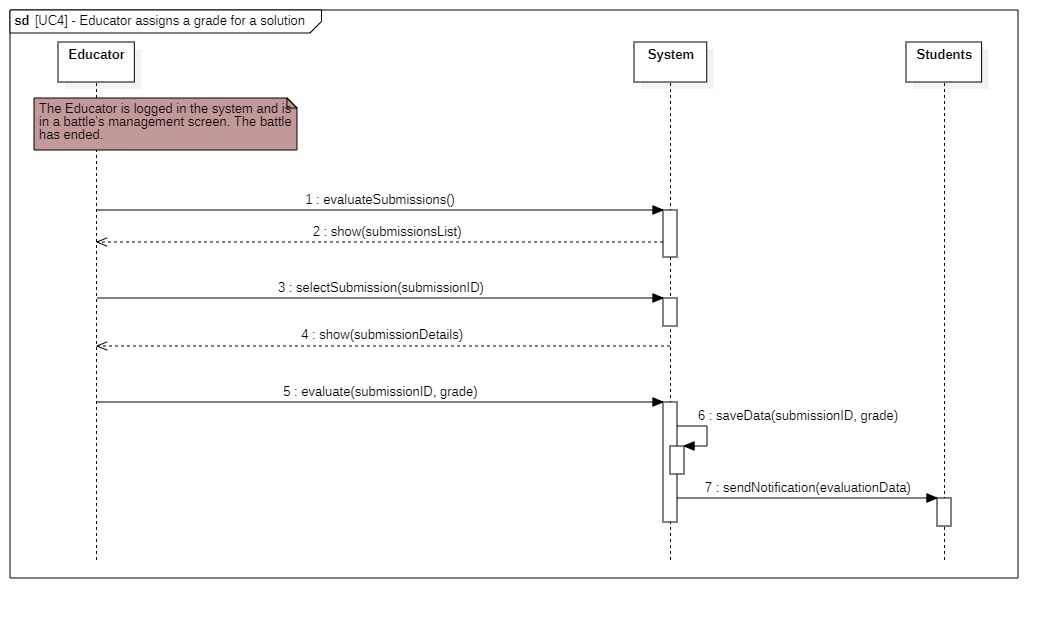 sd [UC4] - Educator assigns a grade for a solution
Educator
System
Students
The Educator is logged in the system and is
in a battle's management screen. The battle
has ended.
1 : evaluateSubmissions()
2 : show(submissionsList)
3 : selectSubmission(submissionID)
4 : show(submissionDetails)
5 : evaluate(submissionID, grade)
6 : saveData(submissionID, grade)
7 : sendNotification(evaluationData)